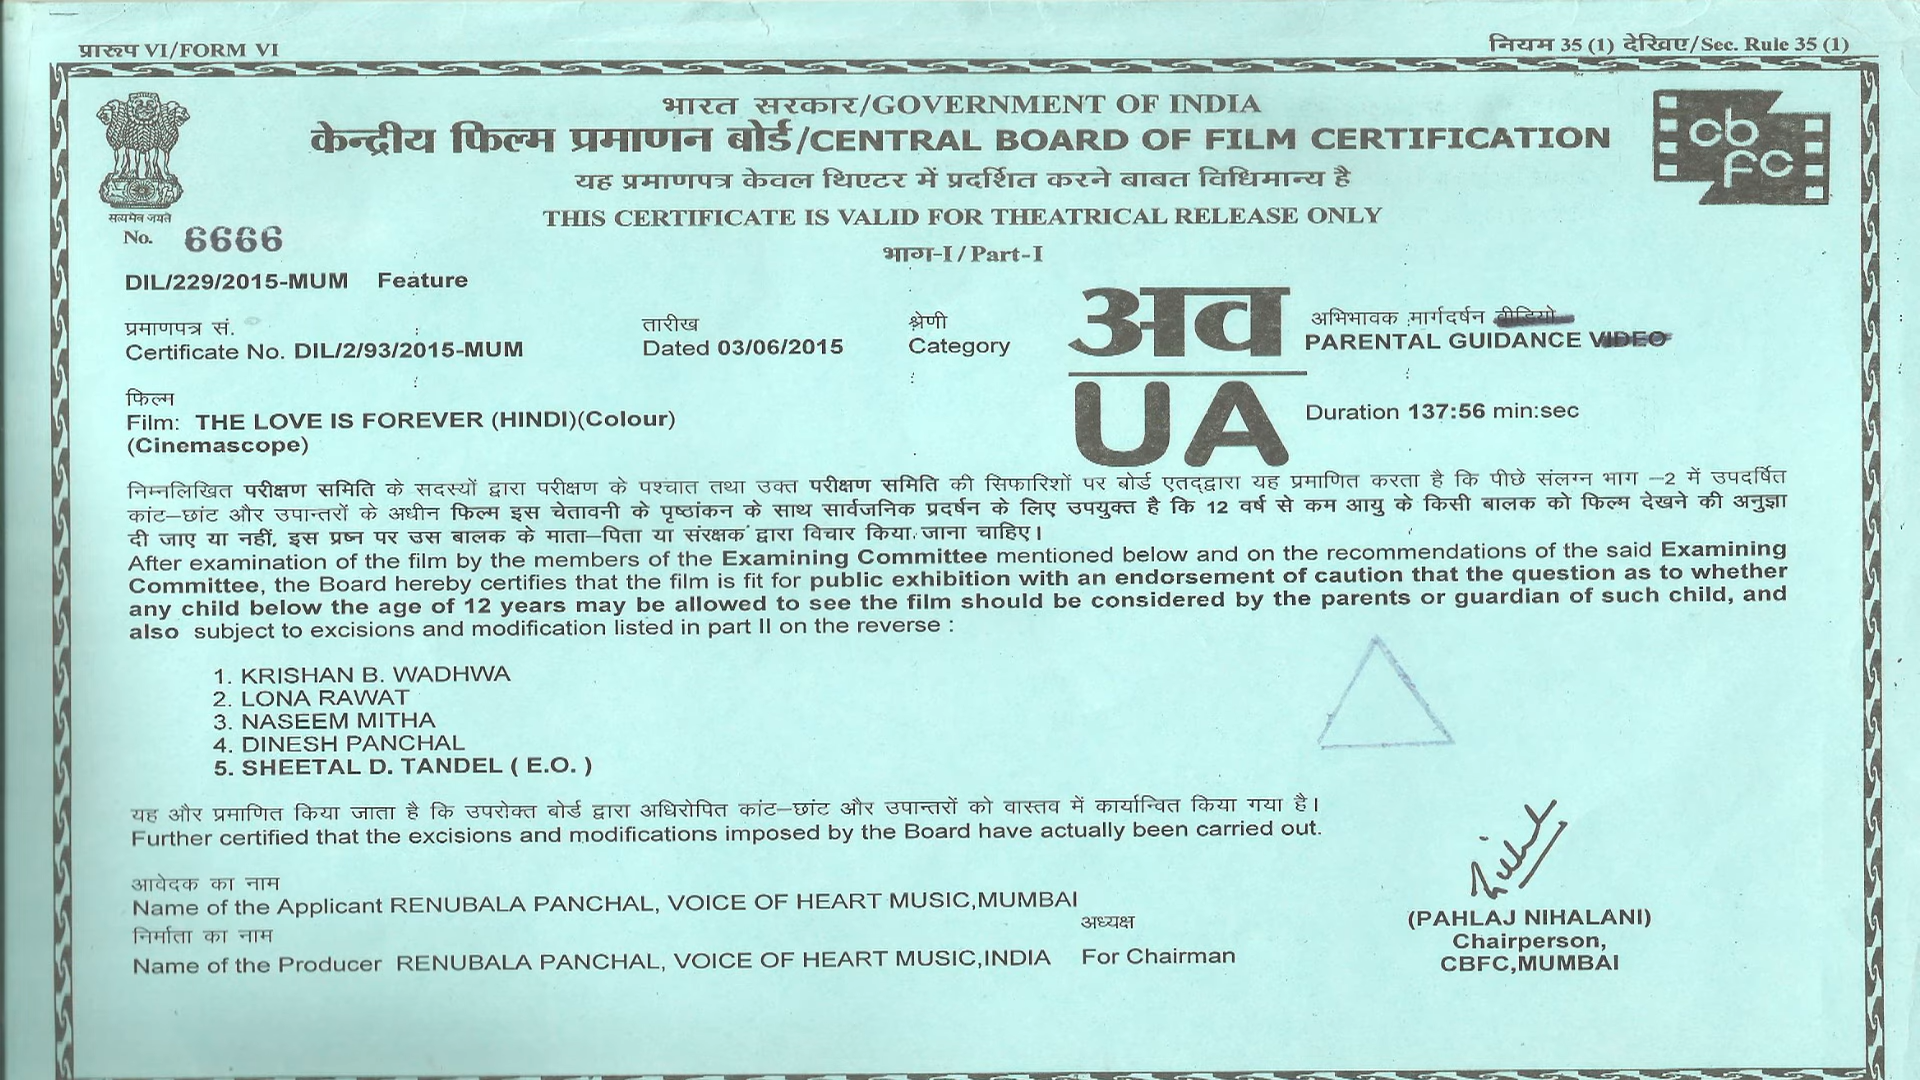 प्रारूप VI/FORM VI
नियम 35 (1) देखिए/Sec. Rule 35 (1)
भारत सरकार/GOVERNMENT OF INDIA
केन्द्रीय फिल्म प्रमाणन बोर्ड/CENTRAL BOARD OF FILM CERTIFICATION
cb
fc
यह प्रमाणपत्र केवल थिएटर में प्रदर्शित करने बाबत विधिमान्य है
सत्यमेव जयते
THIS CERTIFICATE IS VALID FOR THEATRICAL RELEASE ONLY
No. 6666
भाग-I/Part-I
DIL/229/2015-MUM Feature
प्रमाणपत्र सं.
Certificate No. DIL/2/93/2015-MUM
तारीख
Dated 03/06/2015
श्रेणी
Category
अव
UA
अभिभावक मार्गदर्षन वीडियो
PARENTAL GUIDANCE VIDEO
फिल्म
Film: THE LOVE IS FOREVER (HINDI)(Colour)
(Cinemascope)
Duration 137:56 min:sec
निम्नलिखित परीक्षण समिति के सदस्यों द्वारा परीक्षण के पश्चात तथा उक्त परीक्षण समिति की सिफारिशों पर बोर्ड एतद्द्वारा यह प्रमाणित करता है कि पीछे संलग्न भाग –2 में उपदर्षित
कांट–छांट और उपान्तरों के अधीन फिल्म इस चेतावनी के पृष्ठांकन के साथ सार्वजनिक प्रदर्षन के लिए उपयुक्त है कि 12 वर्ष से कम आयु के किसी बालक को फिल्म देखने की अनुज्ञा
दी जाए या नहीं, इस प्रष्न पर उस बालक के माता–पिता या संरक्षक द्वारा विचार किया जाना चाहिए।
After examination of the film by the members of the Examining Committee mentioned below and on the recommendations of the said Examining
Committee, the Board hereby certifies that the film is fit for public exhibition with an endorsement of caution that the question as to whether
any child below the age of 12 years may be allowed to see the film should be considered by the parents or guardian of such child, and
also subject to excisions and modification listed in part II on the reverse :
1. KRISHAN B. WADHWA
2. LONA RAWAT
3. NASEEM MITHA
4. DINESH PANCHAL
5. SHEETAL D. TANDEL ( E.O. )
यह और प्रमाणित किया जाता है कि उपरोक्त बोर्ड द्वारा अधिरोपित कांट–छांट और उपान्तरों को वास्तव में कार्यान्वित किया गया है।
Further certified that the excisions and modifications imposed by the Board have actually been carried out.
आवेदक का नाम
Name of the Applicant RENUBALA PANCHAL, VOICE OF HEART MUSIC,MUMBAI
निर्माता का नाम
Name of the Producer RENUBALA PANCHAL, VOICE OF HEART MUSIC,INDIA
अध्यक्ष
For Chairman
(PAHLAJ NIHALANI)
Chairperson,
CBFC,MUMBAI